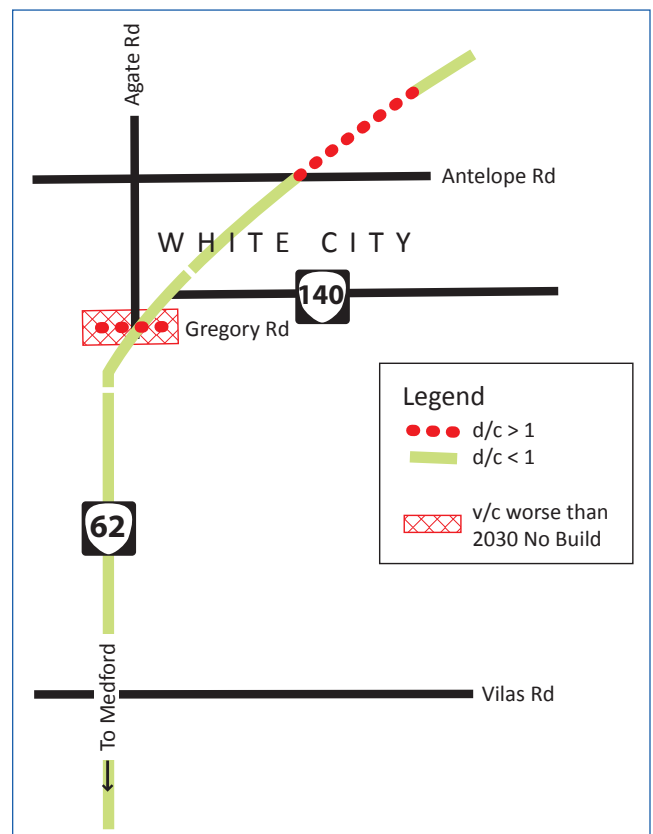 Agate Rd
Antelope Rd
WHITE CITY
140
Gregory Rd
Legend
d/c > 1
d/c < 1
v/c worse than
2030 No Build
62
To Medford
Vilas Rd